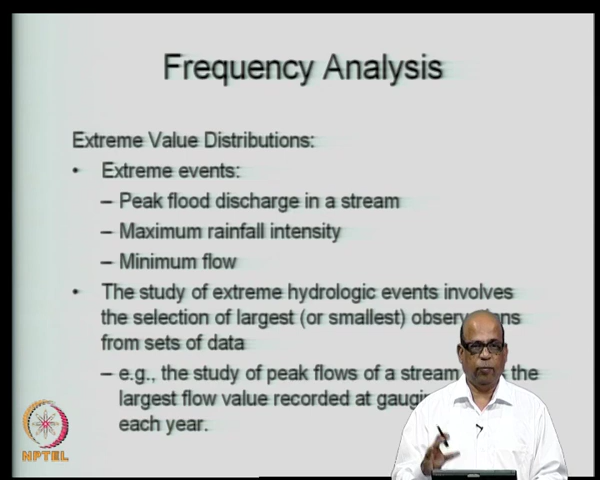 Frequency Analysis
Extreme Value Distributions:
• Extreme events:
– Peak flood discharge in a stream
– Maximum rainfall intensity
– Minimum flow
• The study of extreme hydrologic events involves
the selection of largest (or smallest) observations
from sets of data
– e.g., the study of peak flows of a stream the
largest flow value recorded at
each year.
NPTEL